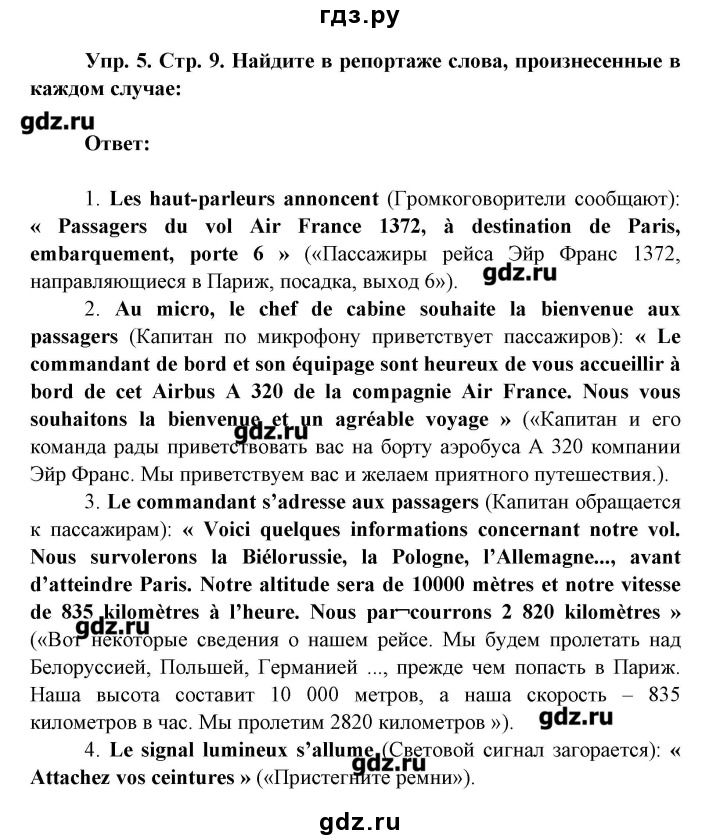 гдз.ру
Упр. 5. Стр. 9. Найдите в репортаже слова, произнесенные в
каждом случае:
gdz.ru
Ответ:
1. Les haut-parleurs annoncent (Громкоговорители сообщают):
« Passagers du vol Air France 1372, à destination de Paris,
embarquement, porte 6 » («Пассажиры рейса Эйр Франс 1372,
направляющиеся в Париж, посадка, выход 6»).
gdz.ru
2. Au micro, le chef de cabine souhaite la bienvenue aux
passagers (Капитан по микрофону приветствует пассажиров): « Le
commandant de bord et son équipage sont heureux de vous accueillir à
bord de cet Airbus A 320 de la compagnie Air France. Nous vous
souhaitons la bienvenue et un agréable voyage » («Капитан и его
gdz.ru
команда рады приветствовать вас на борту аэробуса А 320 компании
Эйр Франс. Мы приветствуем вас и желаем приятного путешествия.).
3. Le commandant s’adresse aux passagers (Капитан обращается
к пассажирам): « Voici quelques informations concernant notre vol.
Nous survolerons la Biélorussie, la Pologne, l’Allemagne..., avant
d’atteindre Paris. Notre altitude sera de 10000 mètres et notre vitesse
de 835 kilomètres à l’heure. Nous par¬courrons 2 820 kilomètres »
gdz.ru
(«Вот некоторые сведения о нашем рейсе. Мы будем пролетать над
Белоруссией, Польшей, Германией ..., прежде чем попасть в Париж.
Наша высота составит 10 000 метров, а наша скорость – 835
километров в час. Мы пролетим 2820 километров »).
gdz.ru
4. Le signal lumineux s’allume (Световой сигнал загорается): «
Attachez vos ceintures » («Пристегните ремни»).
gdz.ru
gdz.ru